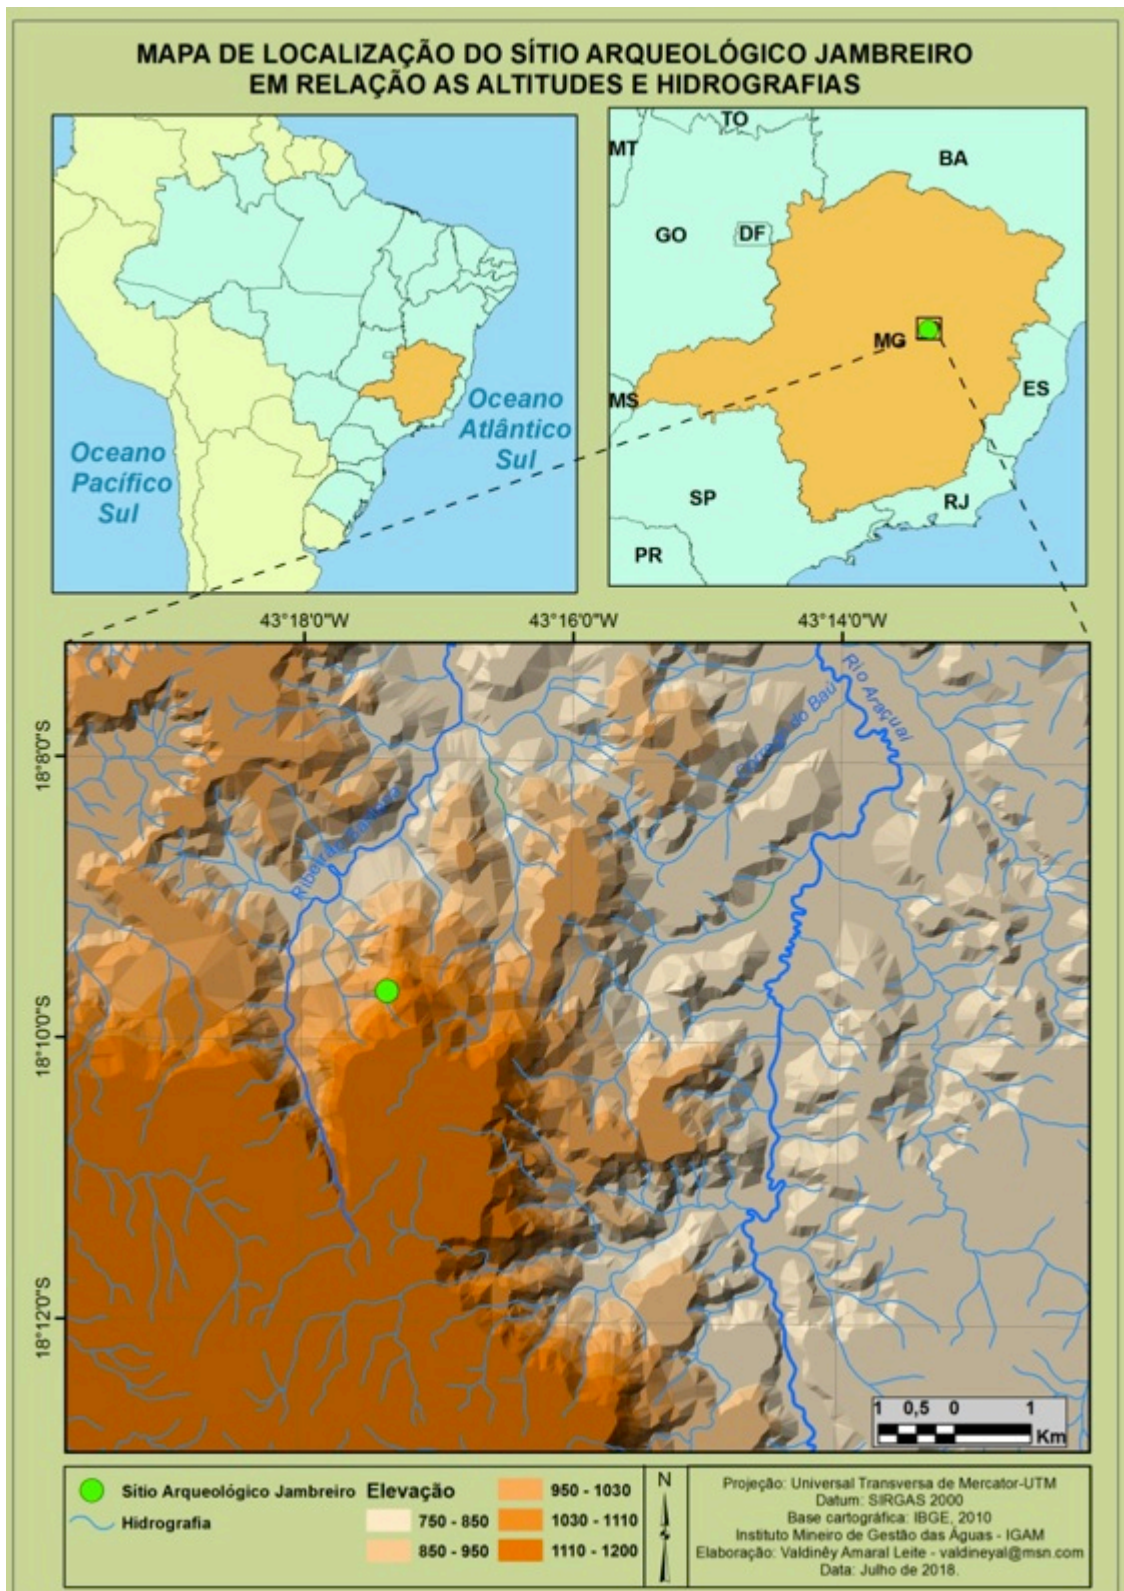 MAPA DE LOCALIZAÇÃO DO SÍTIO ARQUEOLÓGICO JAMBREIRO
EM RELAÇÃO AS ALTITUDES E HIDROGRAFIAS
Oceano
Pacífico
Sul
Oceano
Atlântico
Sul
TO
MT
BA
GO
DF
MG
MS
ES
SP
RJ
PR
43°18'0"W
43°16'0"W
43°14'0"W
18°8'0"S
18°10'0"S
18°12'0"S
Ribeirão
do Baú
Rio Araçuaí
1 0,5 0 1
Km
Sítio Arqueológico Jambreiro
Hidrografia
Elevação
750 - 850
850 - 950
950 - 1030
1030 - 1110
1110 - 1200
N
Projeção: Universal Transversa de Mercator-UTM
Datum: SIRGAS 2000
Base cartográfica: IBGE, 2010
Instituto Mineiro de Gestão das Águas - IGAM
Elaboração: Valdinêy Amaral Leite - valdineyal@msn.com
Data: Julho de 2018.